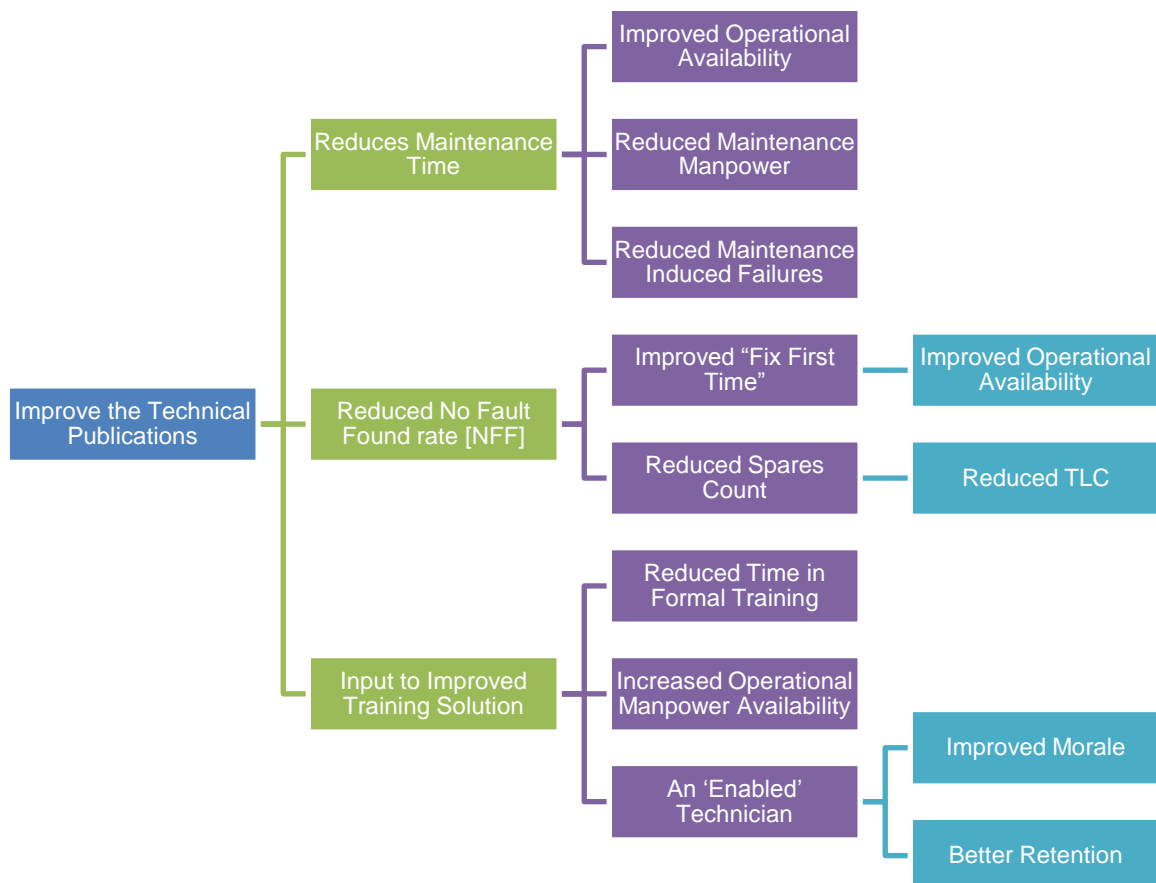 Improved Operational
Availability
Reduces Maintenance
Time
Reduced Maintenance
Manpower
Reduced Maintenance
Induced Failures
Improve the Technical
Publications
Reduced No Fault
Found rate [NFF]
Improved “Fix First
Time”
Improved Operational
Availability
Reduced Spares
Count
Reduced TLC
Input to Improved
Training Solution
Reduced Time in
Formal Training
Increased Operational
Manpower Availability
An ‘Enabled’
Technician
Improved Morale
Better Retention